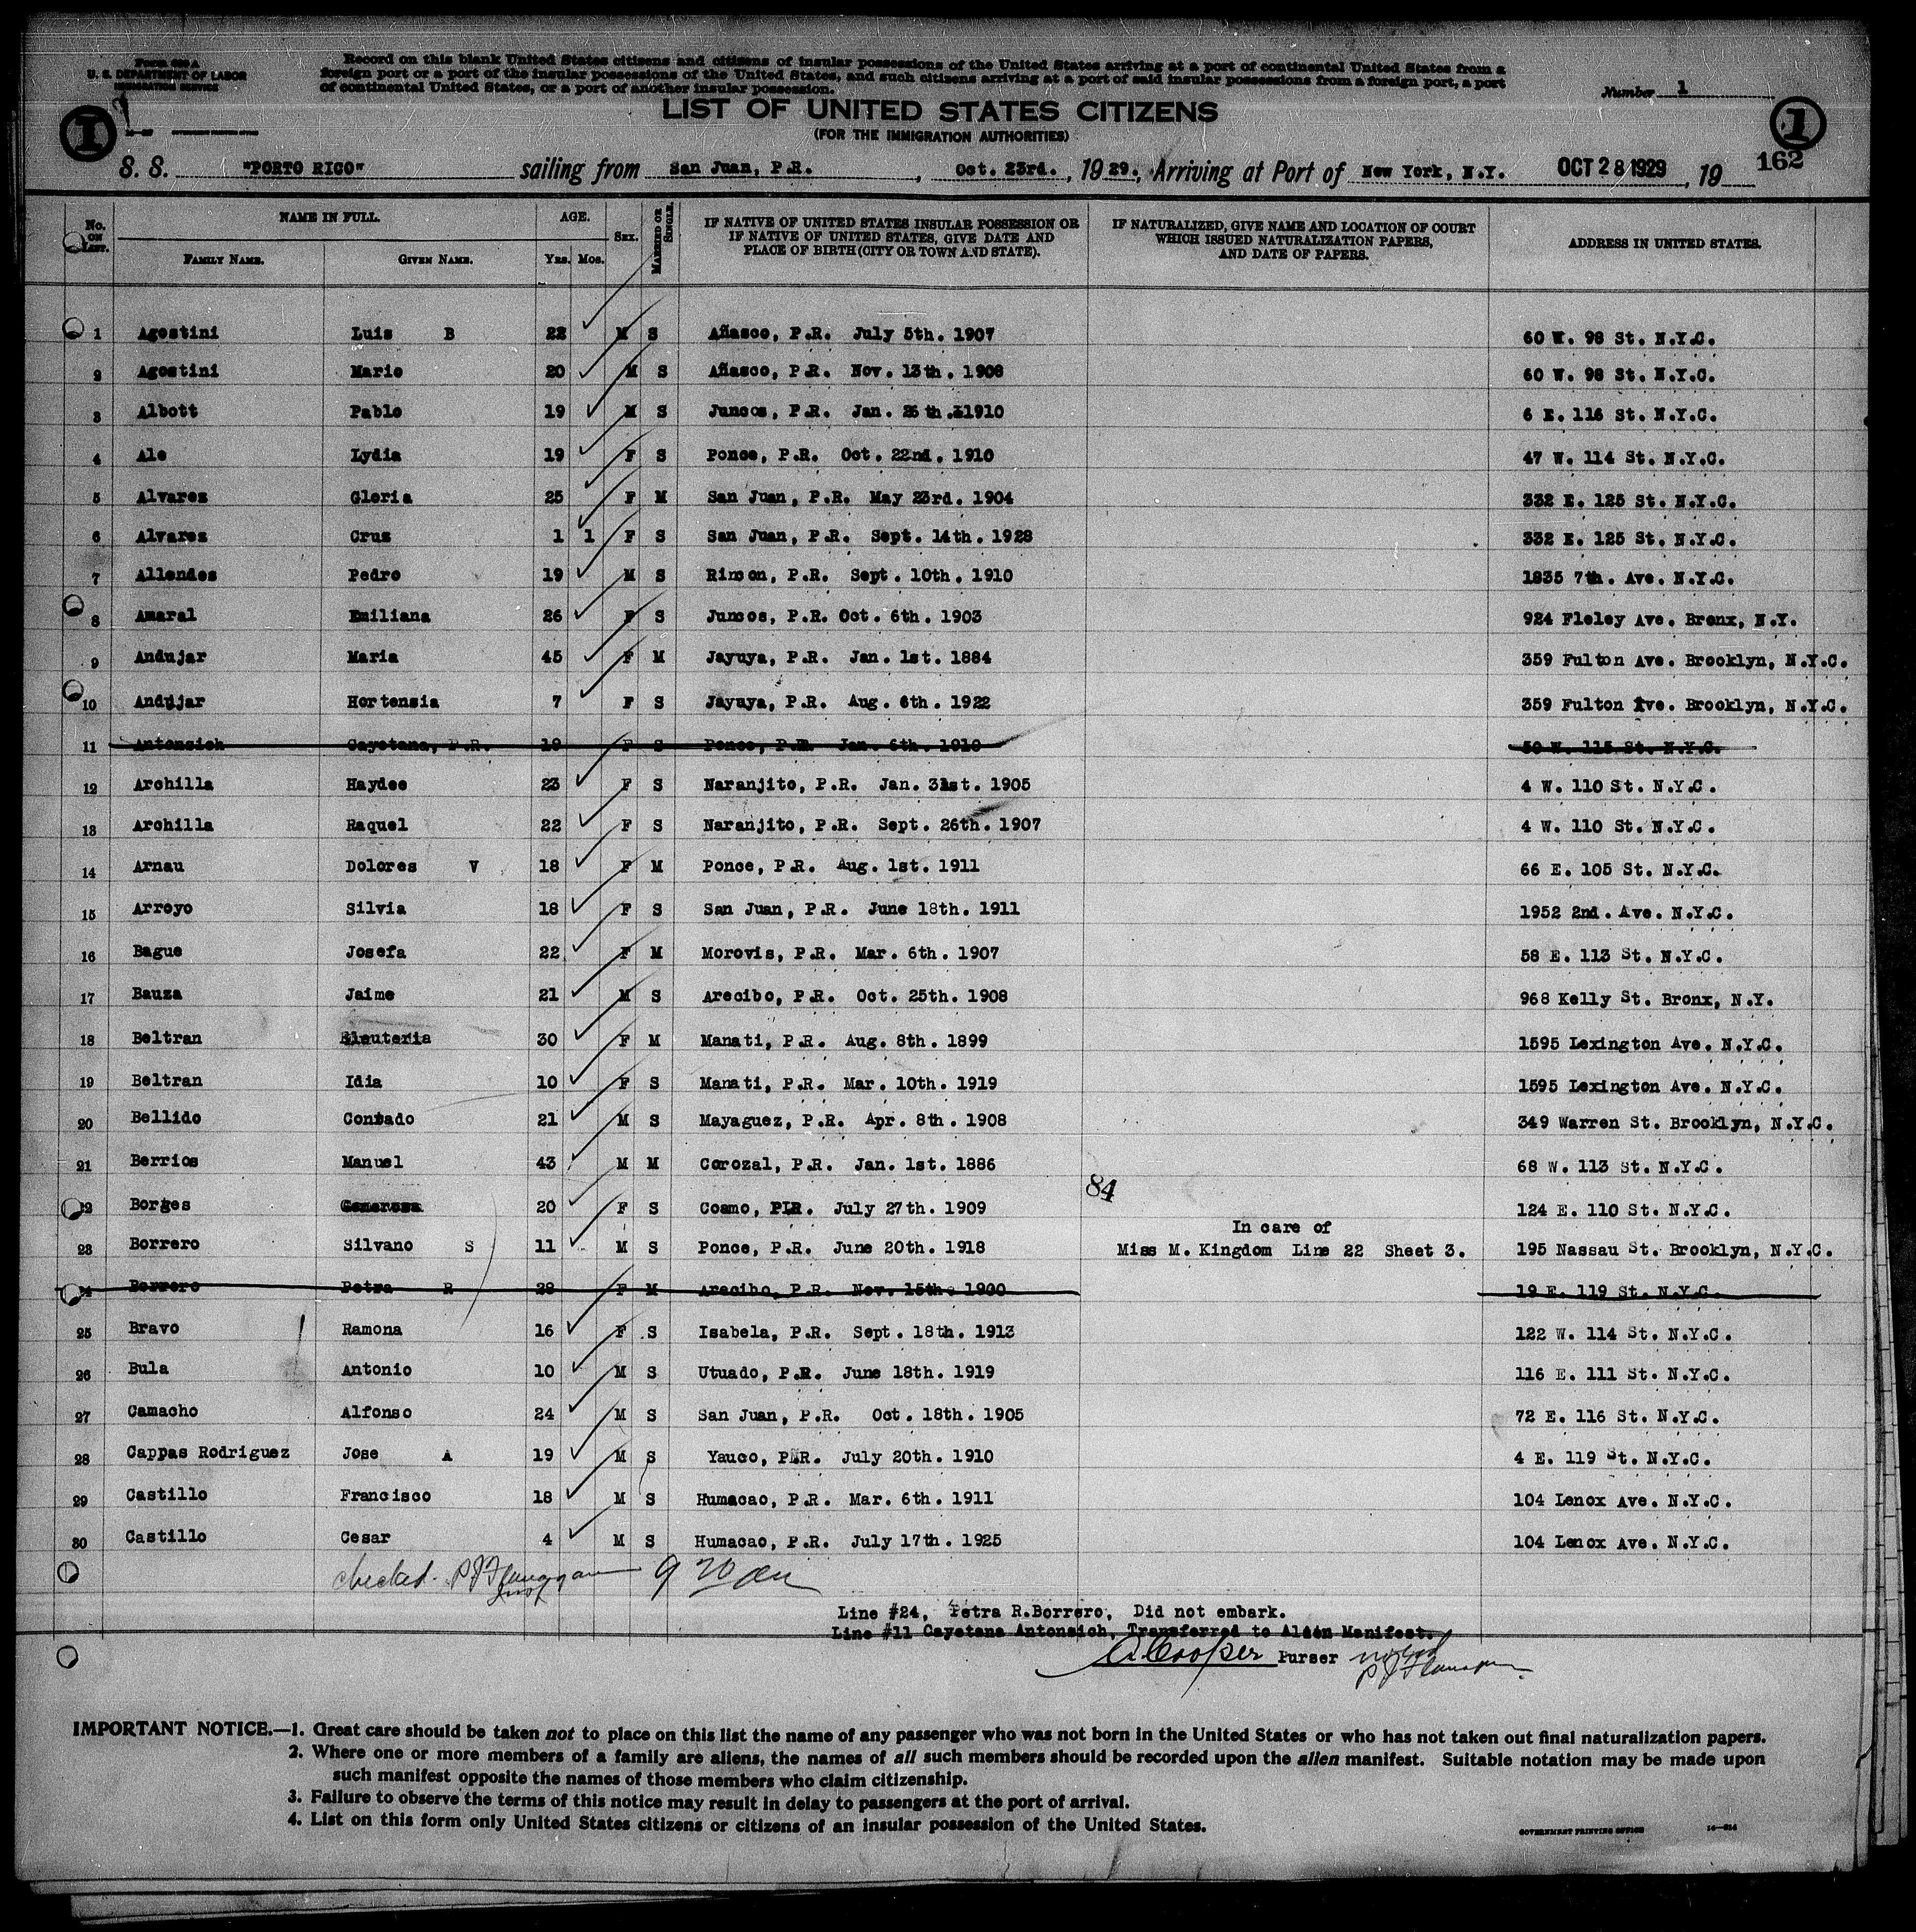 Form 630 A
U. S. DEPARTMENT OF LABOR
IMMIGRATION SERVICE
Record on this blank United States citizens and citizens of insular possessions of the United States arriving at a port of continental United States from a
foreign port or a port of the insular possessions of the United States, and such citizens arriving at a port of said insular possessions from a foreign port, a port
of continental United States, or a port of another insular possession.
Number 1
LIST OF UNITED STATES CITIZENS
(FOR THE IMMIGRATION AUTHORITIES)
1
1
162
S. S. "PORTO RICO" sailing from San Juan, P.R. , Oct. 23rd. , 1929. , Arriving at Port of New York, N.Y. OCT 28 1929 , 19
No. ON LIST. NAME IN FULL. AGE. SEX. MARRIED OR SINGLE. IF NATIVE OF UNITED STATES INSULAR POSSESSION OR IF NATIVE OF UNITED STATES, GIVE DATE AND PLACE OF BIRTH (CITY OR TOWN AND STATE). IF NATURALIZED, GIVE NAME AND LOCATION OF COURT WHICH ISSUED NATURALIZATION PAPERS, AND DATE OF PAPERS. ADDRESS IN UNITED STATES.
FAMILY NAME. GIVEN NAME. YRS. MOS.
1 Agostini Luis B 22 M S Añasco, P.R. July 5th. 1907 60 W. 98 St. N.Y.C.
2 Agostini Mario 20 M S Añasco, P.R. Nov. 13th. 1908 60 W. 98 St. N.Y.C.
3 Albott Pablo 19 M S Juncos, P.R. Jan. 25th. 1910 6 E. 116 St. N.Y.C.
4 Ale Lydia 19 F S Ponce, P.R. Oct. 22nd. 1910 47 W. 114 St. N.Y.C.
5 Alvarez Gloria 25 F M San Juan, P.R. May 23rd. 1904 332 E. 125 St. N.Y.C.
6 Alvarez Cruz 1 1 F S San Juan, P.R. Sept. 14th. 1928 332 E. 125 St. N.Y.C.
7 Allendes Pedro 19 M S Rincon, P.R. Sept. 10th. 1910 1835 7th. Ave. N.Y.C.
8 Amaral Emiliana 26 F S Juncos, P.R. Oct. 6th. 1903 924 Fleley Ave. Bronx, N.Y.
9 Andujar Maria 45 F M Jayuya, P.R. Jan. 1st. 1884 359 Fulton Ave. Brooklyn, N.Y.C.
10 Andujar Hortensia 7 F S Jayuya, P.R. Aug. 6th. 1922 359 Fulton Ave. Brooklyn, N.Y.C.
11 Antonsich Cayetana, P.R. 19 F S Ponce, P.R. Jan. 6th. 1910 50 W. 115 St. N.Y.C.
12 Archilla Haydee 23 F S Naranjito, P.R. Jan. 31st. 1905 4 W. 110 St. N.Y.C.
13 Archilla Raquel 22 F S Naranjito, P.R. Sept. 26th. 1907 4 W. 110 St. N.Y.C.
14 Arnau Dolores V 18 F M Ponce, P.R. Aug. 1st. 1911 66 E. 105 St. N.Y.C.
15 Arroyo Silvia 18 F S San Juan, P.R. June 18th. 1911 1952 2nd. Ave. N.Y.C.
16 Bague Josefa 22 F M Morovis, P.R. Mar. 6th. 1907 58 E. 113 St. N.Y.C.
17 Bauza Jaime 21 M S Arecibo, P.R. Oct. 25th. 1908 968 Kelly St. Bronx, N.Y.
18 Beltran Eleuteria 30 F M Manati, P.R. Aug. 8th. 1899 1595 Lexington Ave. N.Y.C.
19 Beltran Idia 10 F S Manati, P.R. Mar. 10th. 1919 1595 Lexington Ave. N.Y.C.
20 Bellido Conrado 21 M S Mayaguez, P.R. Apr. 8th. 1908 349 Warren St. Brooklyn, N.Y.C.
21 Berrios Manuel 43 M M Corozal, P.R. Jan. 1st. 1886 68 W. 113 St. N.Y.C.
84
22 Borges Generosa 20 F S Coamo, P.R. July 27th. 1909 124 E. 110 St. N.Y.C.
In care of
23 Borrero Silvano S 11 M S Ponce, P.R. June 20th. 1918 Miss M. Kingdom Line 22 Sheet 3. 195 Nassau St. Brooklyn, N.Y.C.
24 Borrero Petra R 28 F M Arecibo, P.R. Nov. 15th. 1900 19 E. 119 St. N.Y.C.
25 Bravo Ramona 16 F S Isabela, P.R. Sept. 18th. 1913 122 W. 114 St. N.Y.C.
26 Bula Antonio 10 M S Utuado, P.R. June 18th. 1919 116 E. 111 St. N.Y.C.
27 Camacho Alfonso 24 M S San Juan, P.R. Oct. 18th. 1905 72 E. 116 St. N.Y.C.
28 Cappas Rodriguez Jose A 19 M S Yauco, P.R. July 20th. 1910 4 E. 119 St. N.Y.C.
29 Castillo Francisco 18 M S Humacao, P.R. Mar. 6th. 1911 104 Lenox Ave. N.Y.C.
30 Castillo Cesar 4 M S Humacao, P.R. July 17th. 1925 104 Lenox Ave. N.Y.C.
checked. P J Flanagan 9 20 am
Insp
Line #24, Petra R.Borrero, Did not embark.
Line #11 Cayetana Antonsich, Transferred to Alien Manifest.
A Cooper Purser noted
P J Flanagan
IMPORTANT NOTICE.—1. Great care should be taken not to place on this list the name of any passenger who was not born in the United States or who has not taken out final naturalization papers.
2. Where one or more members of a family are aliens, the names of all such members should be recorded upon the alien manifest. Suitable notation may be made upon
such manifest opposite the names of those members who claim citizenship.
3. Failure to observe the terms of this notice may result in delay to passengers at the port of arrival.
4. List on this form only United States citizens or citizens of an insular possession of the United States.
GOVERNMENT PRINTING OFFICE 14—214